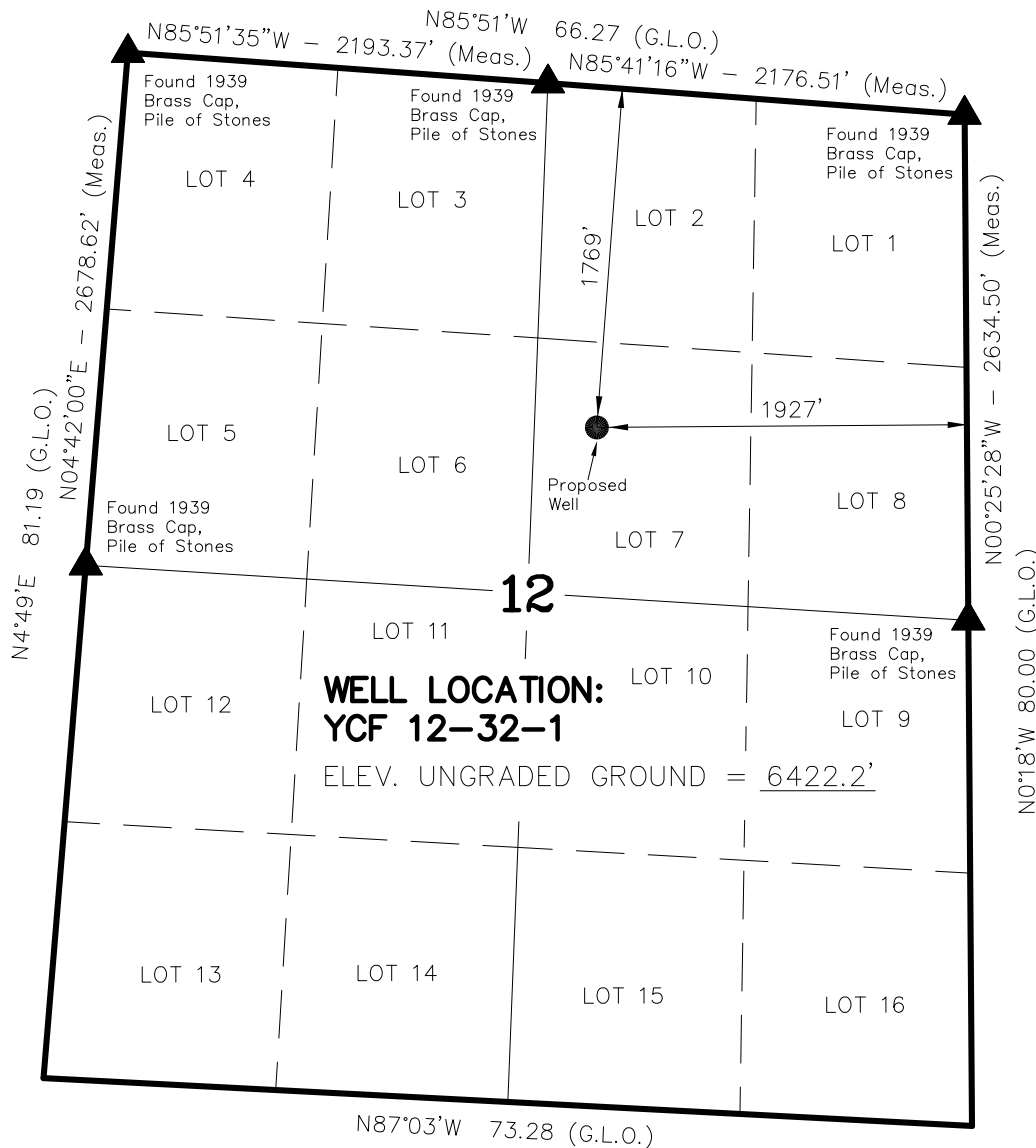 N85°51'W 66.27 (G.L.O.)
N85°51'35"W - 2193.37' (Meas.)
N85°41'16"W - 2176.51' (Meas.)
Found 1939
Brass Cap,
Pile of Stones
Found 1939
Brass Cap,
Pile of Stones
Found 1939
Brass Cap,
Pile of Stones
LOT 4
LOT 3
LOT 2
LOT 1
N04°42'00"E - 2678.62' (Meas.)
N4°49'E 81.19 (G.L.O.)
1769'
N00°25'28"W - 2634.50' (Meas.)
N0°18'W 80.00 (G.L.O.)
1927'
LOT 5
LOT 6
Proposed
Well
LOT 7
LOT 8
Found 1939
Brass Cap,
Pile of Stones
12
Found 1939
Brass Cap,
Pile of Stones
LOT 12
LOT 11
LOT 10
LOT 9
WELL LOCATION:
YCF 12-32-1
ELEV. UNGRADED GROUND = 6422.2'
LOT 13
LOT 14
LOT 15
LOT 16
N87°03'W 73.28 (G.L.O.)